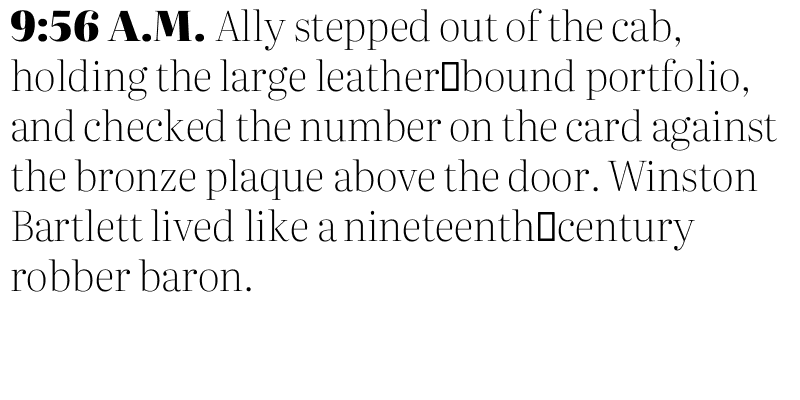 9:56 A.M. Ally stepped out of the cab,
holding the large leather▯bound portfolio,
and checked the number on the card against
the bronze plaque above the door. Winston
Bartlett lived like a nineteenth▯century
robber baron.